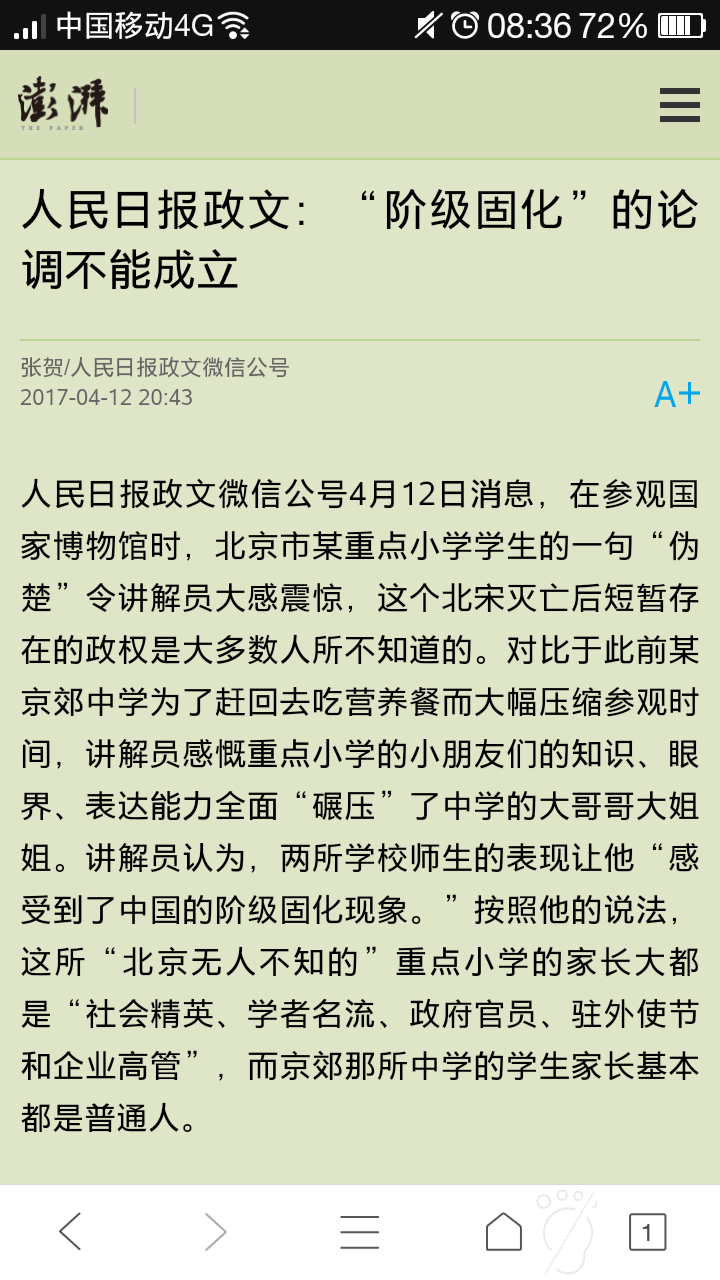 中国移动4G 08:36 72%
澎湃
THE PAPER
人民日报政文：“阶级固化”的论
调不能成立
张贺/人民日报政文微信公号
2017-04-12 20:43
A+
人民日报政文微信公号4月12日消息，在参观国
家博物馆时，北京市某重点小学学生的一句“伪
楚”令讲解员大感震惊，这个北宋灭亡后短暂存
在的政权是大多数人所不知道的。对比于此前某
京郊中学为了赶回去吃营养餐而大幅压缩参观时
间，讲解员感慨重点小学的小朋友们的知识、眼
界、表达能力全面“碾压”了中学的大哥哥大姐
姐。讲解员认为，两所学校师生的表现让他“感
受到了中国的阶级固化现象。”按照他的说法，
这所“北京无人不知的”重点小学的家长大都
是“社会精英、学者名流、政府官员、驻外使节
和企业高管”，而京郊那所中学的学生家长基本
都是普通人。
1